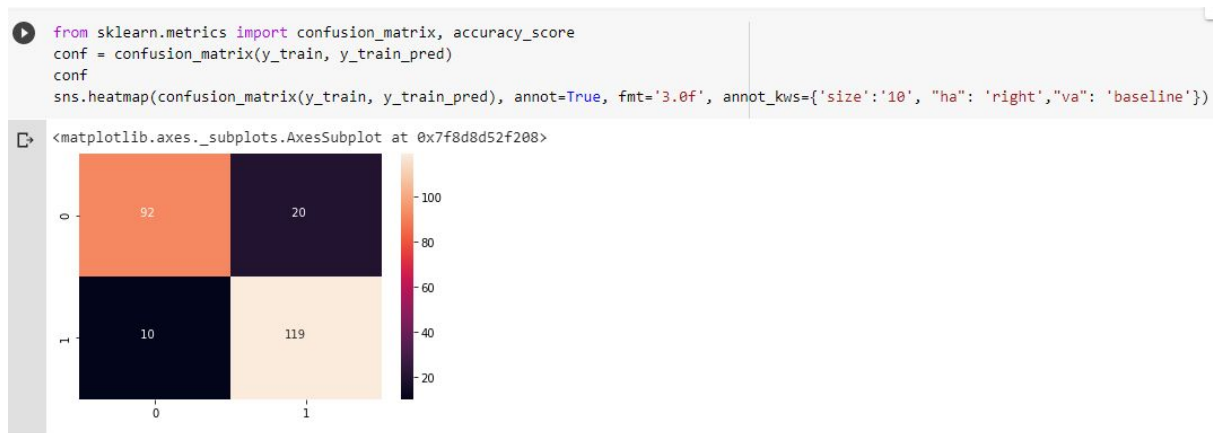 from sklearn.metrics import confusion_matrix, accuracy_score
conf = confusion_matrix(y_train, y_train_pred)
conf
sns.heatmap(confusion_matrix(y_train, y_train_pred), annot=True, fmt='3.0f', annot_kws={'size':'10', "ha": 'right',"va": 'baseline'})
<matplotlib.axes._subplots.AxesSubplot at 0x7f8d8d52f208>
0
92
20
1
10
119
0
1
100
80
60
40
20